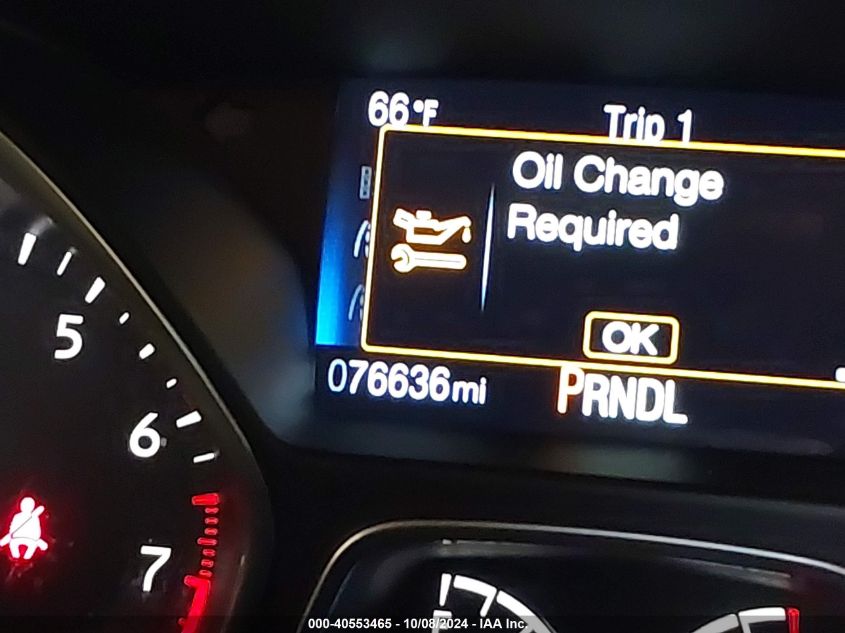 66°F Trip 1
Oil Change
Required
OK
076636mi PRNDL
5
6
7
000-40553465 - 10/08/2024 - IAA Inc.